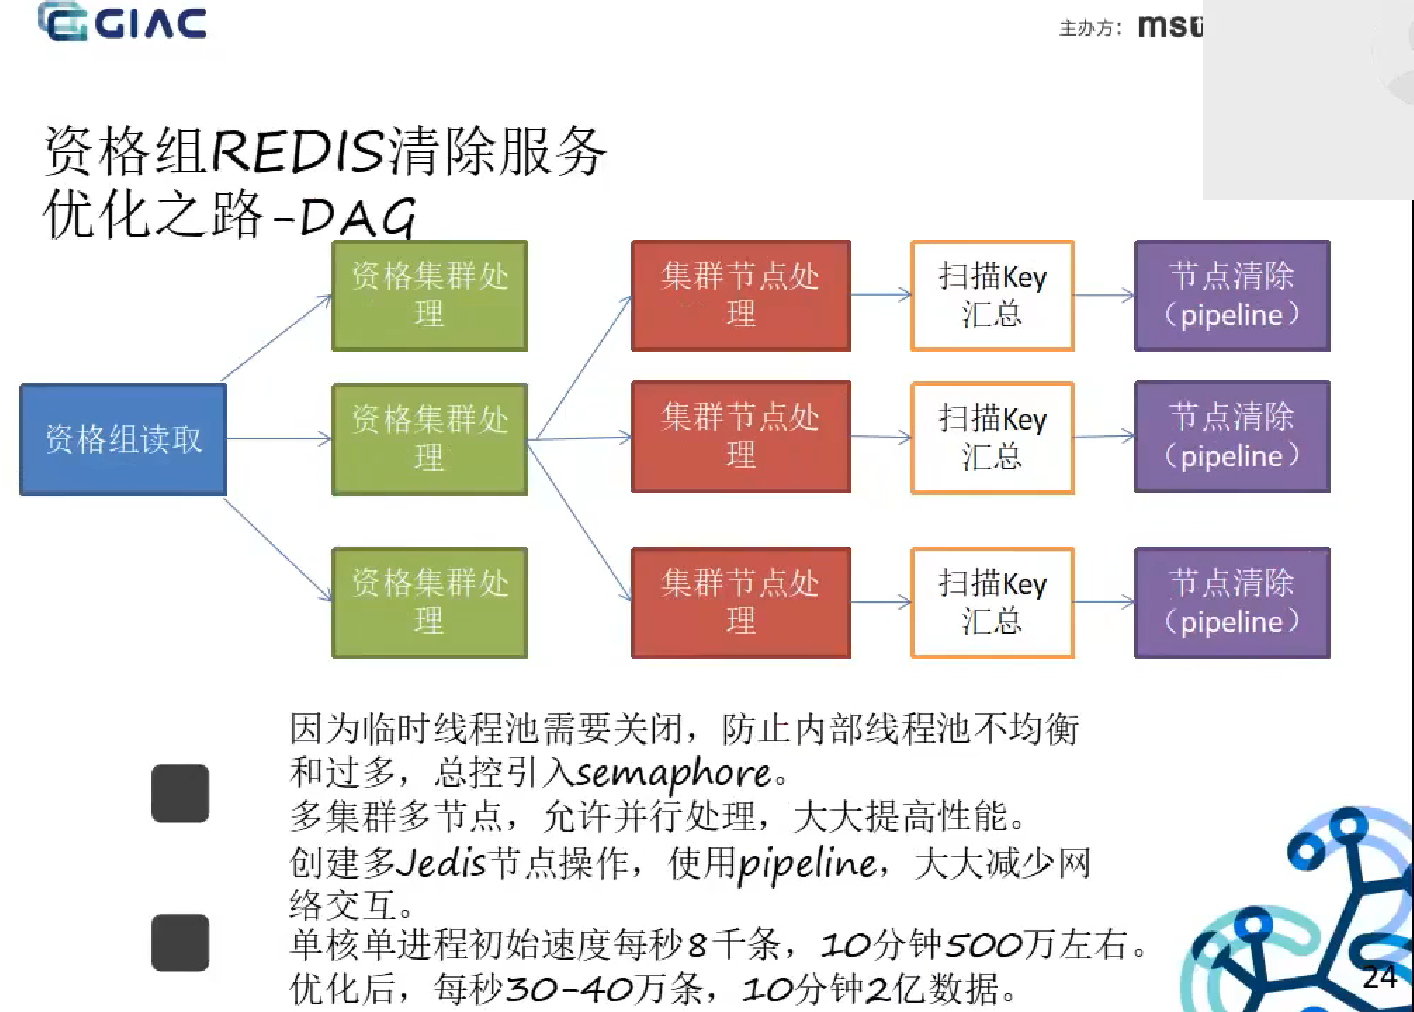 GIAC
主办方：
资格组REDIS清除服务
优化之路-DAG
资格集群处
理
集群节点处
理
扫描Key
汇总
节点清除
（pipeline）
资格组读取
资格集群处
理
集群节点处
理
扫描Key
汇总
节点清除
（pipeline）
资格集群处
理
集群节点处
理
扫描Key
汇总
节点清除
（pipeline）
因为临时线程池需要关闭，防止内部线程池不均衡
和过多，总控引入semaphore。
多集群多节点，允许并行处理，大大提高性能。
创建多Jedis节点操作，使用pipeline，大大减少网
络交互。
单核单进程初始速度每秒8千条，10分钟500万左右。
优化后，每秒30-40万条，10分钟2亿数据。
24